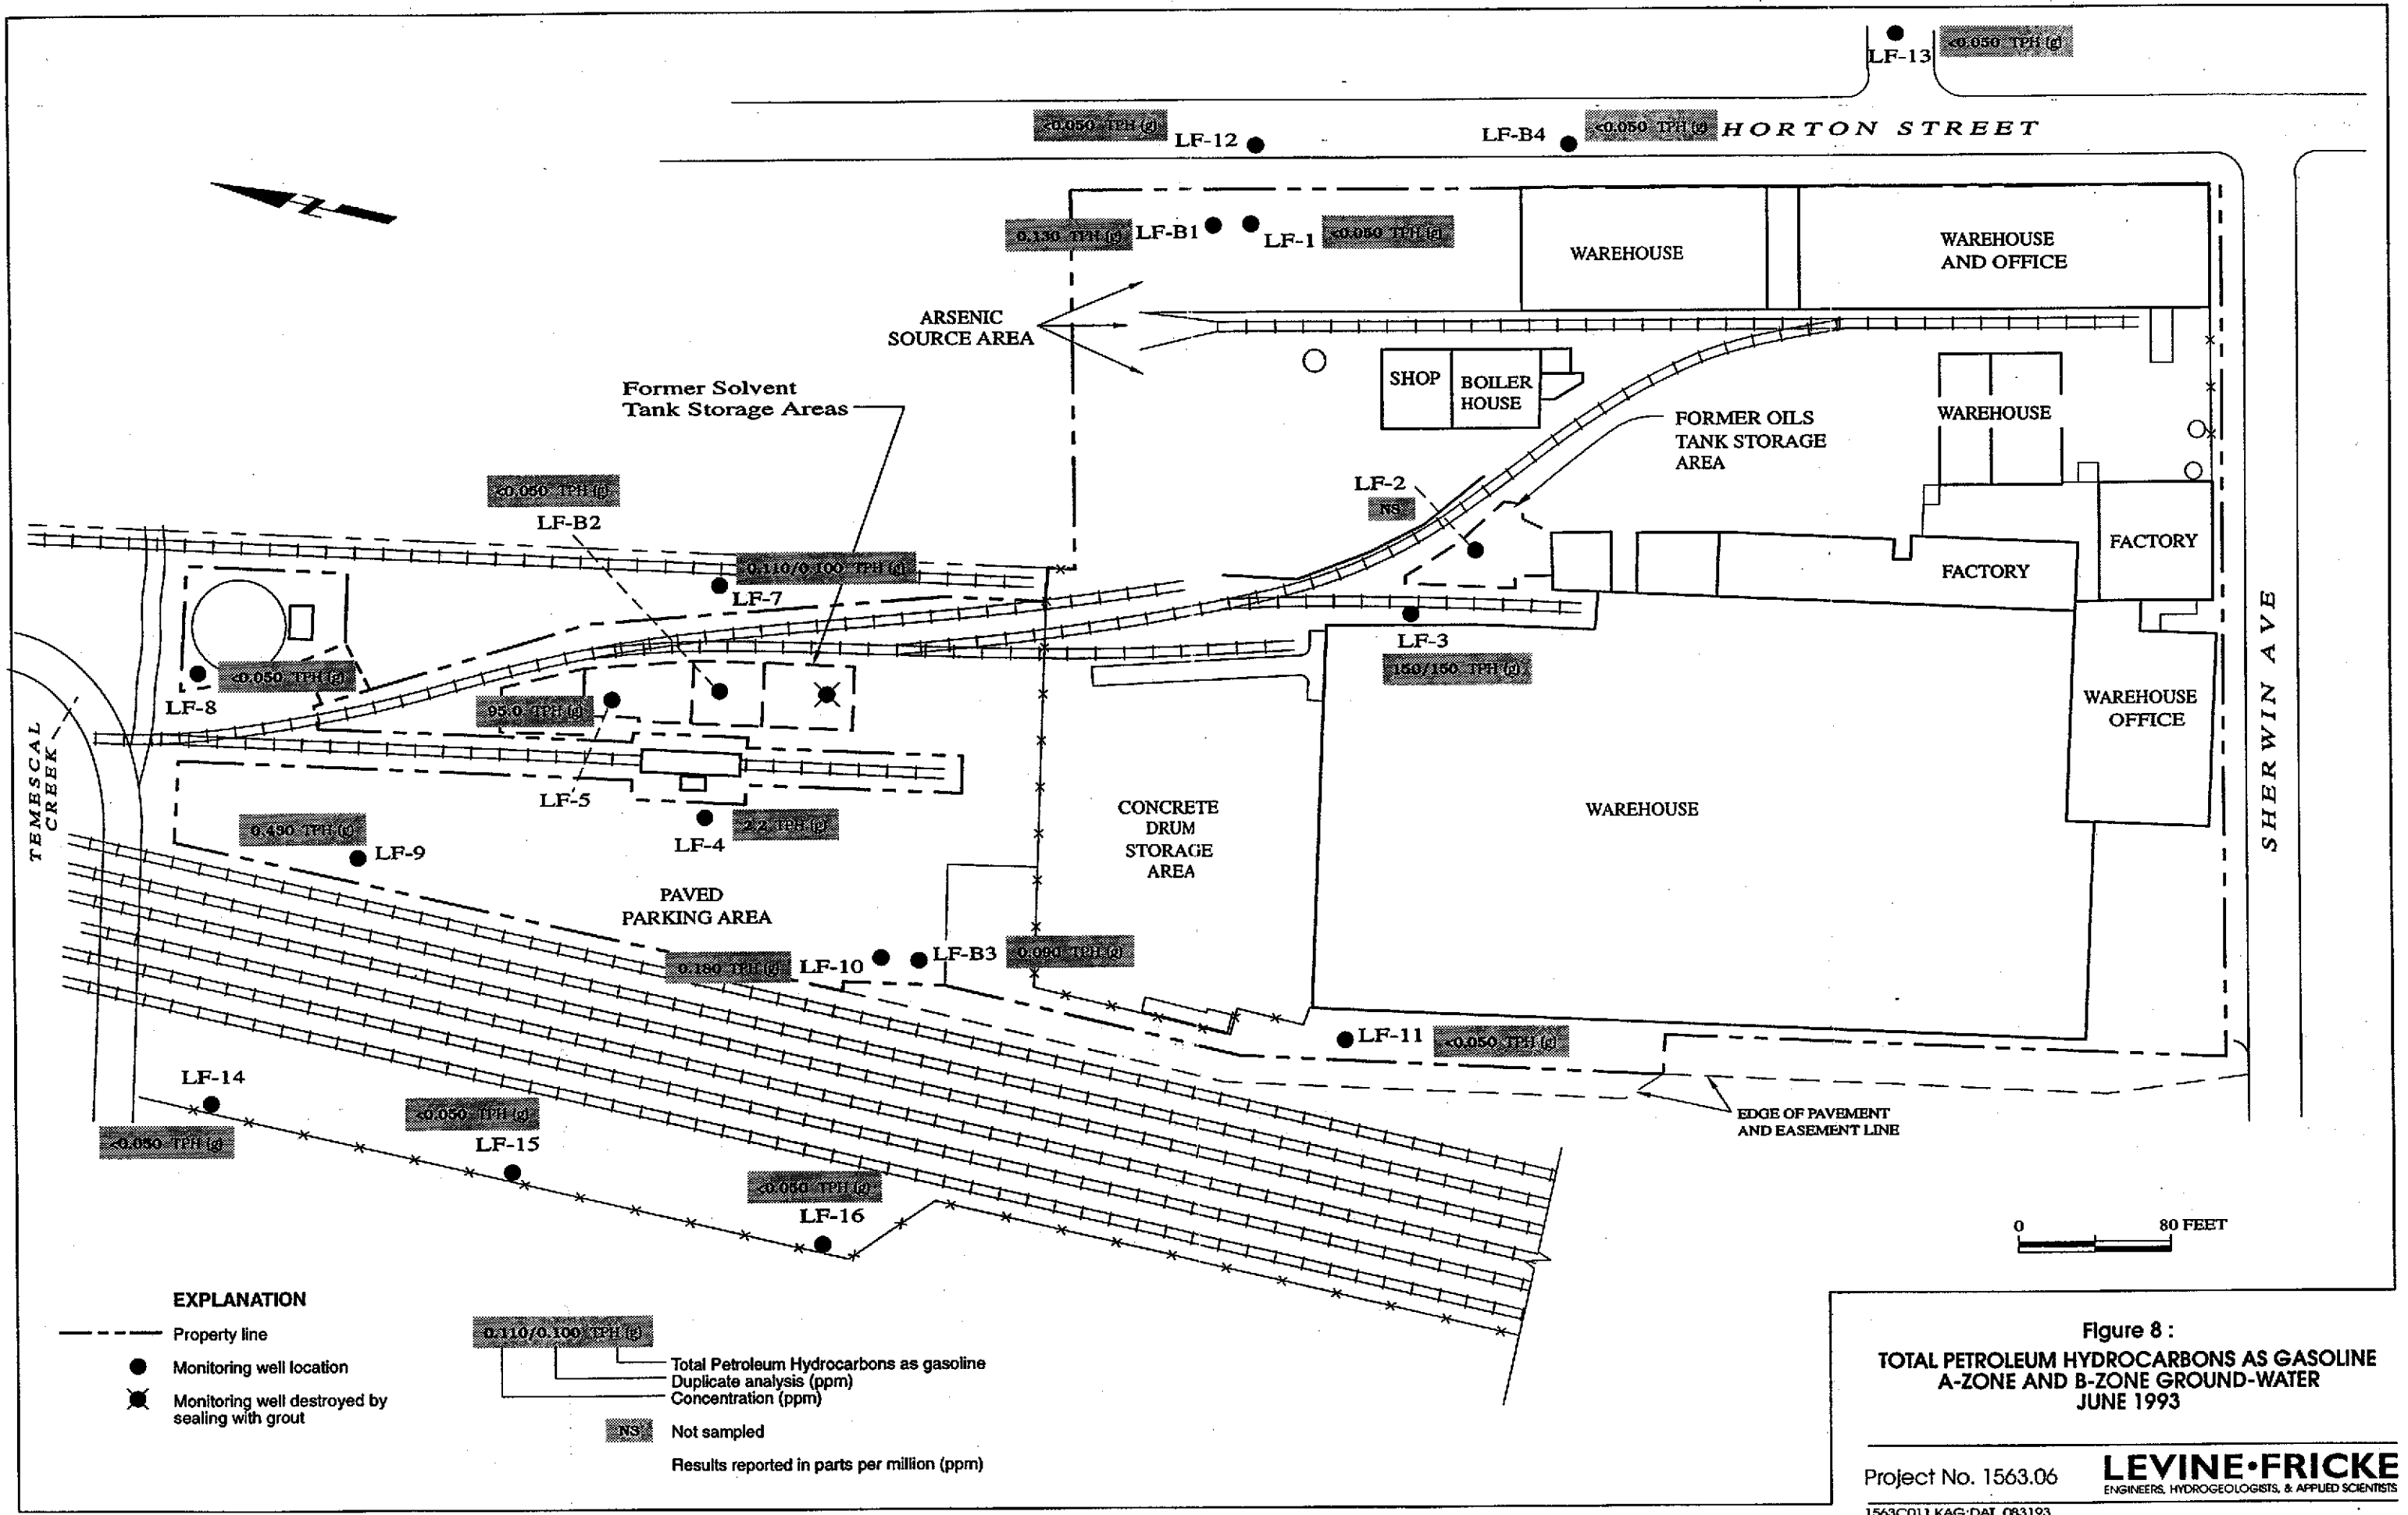 LF-13
<0.050 TPH (g)
<0.050 TPH (g)
LF-12
LF-B4
<0.050 TPH (g)
HORTON STREET
0.130 TPH (g)
LF-B1
LF-1
<0.050 TPH (g)
WAREHOUSE
WAREHOUSE
AND OFFICE
ARSENIC
SOURCE AREA
Former Solvent
Tank Storage Areas
SHOP
BOILER
HOUSE
FORMER OILS
TANK STORAGE
AREA
WAREHOUSE
<0.050 TPH (g)
LF-B2
LF-2
NS
0.110/0.100 TPH (g)
LF-7
FACTORY
FACTORY
LF-3
150/150 TPH (g)
<0.050 TPH (g)
LF-8
95.0 TPH (g)
LF-5
WAREHOUSE
OFFICE
SHERWIN AVE
TEMESCAL
CREEK
0.450 TPH (g)
LF-9
LF-4
2.2 TPH (g)
CONCRETE
DRUM
STORAGE
AREA
WAREHOUSE
PAVED
PARKING AREA
0.180 TPH (g)
LF-10
LF-B3
0.090 TPH (g)
LF-11
<0.050 TPH (g)
LF-14
<0.050 TPH (g)
<0.050 TPH (g)
LF-15
<0.050 TPH (g)
LF-16
EDGE OF PAVEMENT
AND EASEMENT LINE
0 80 FEET
EXPLANATION
Property line
Monitoring well location
Monitoring well destroyed by
sealing with grout
0.110/0.100 TPH (g)
Total Petroleum Hydrocarbons as gasoline
Duplicate analysis (ppm)
Concentration (ppm)
NS
Not sampled
Results reported in parts per million (ppm)
Figure 8 :
TOTAL PETROLEUM HYDROCARBONS AS GASOLINE
A-ZONE AND B-ZONE GROUND-WATER
JUNE 1993
Project No. 1563.06
LEVINE•FRICKE
ENGINEERS, HYDROGEOLOGISTS, & APPLIED SCIENTISTS
1563C011.KAG:DAT 083193